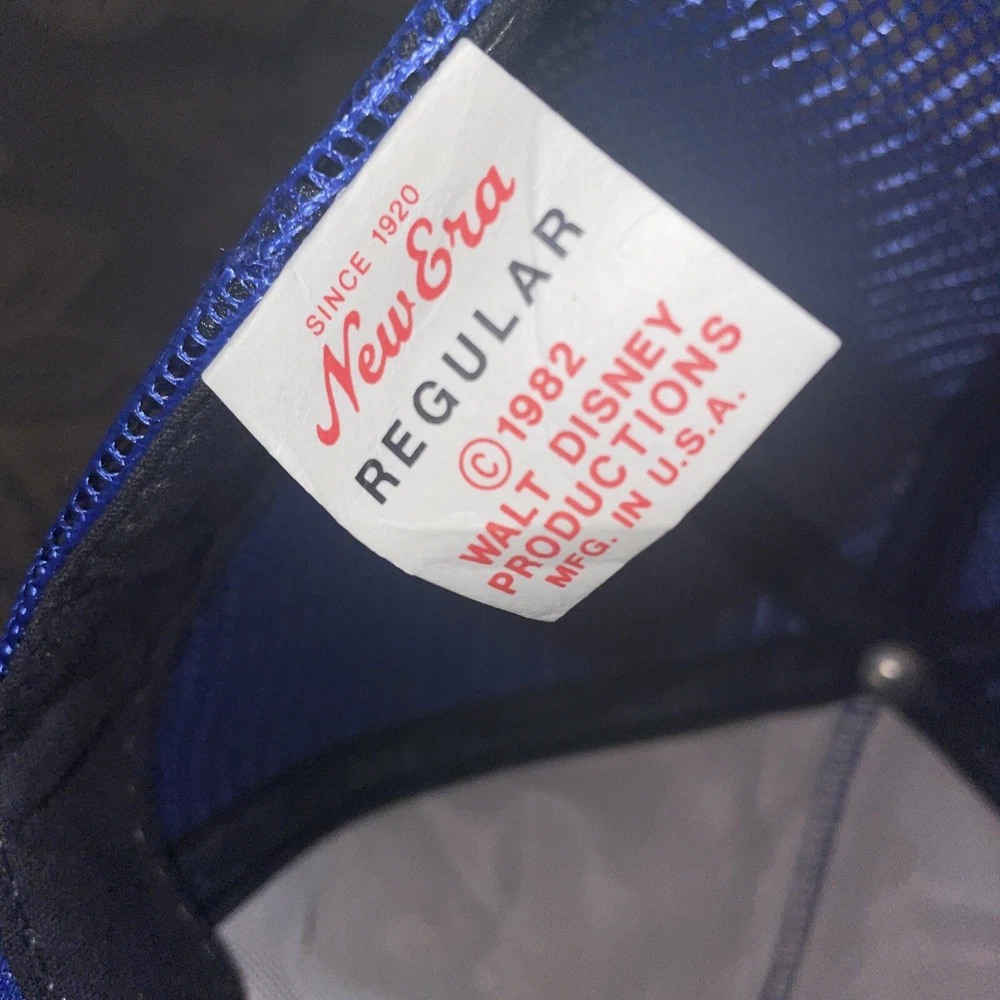 SINCE 1920
New Era
REGULAR
©1982
WALT DISNEY
PRODUCTIONS
MFG. IN U.S.A.